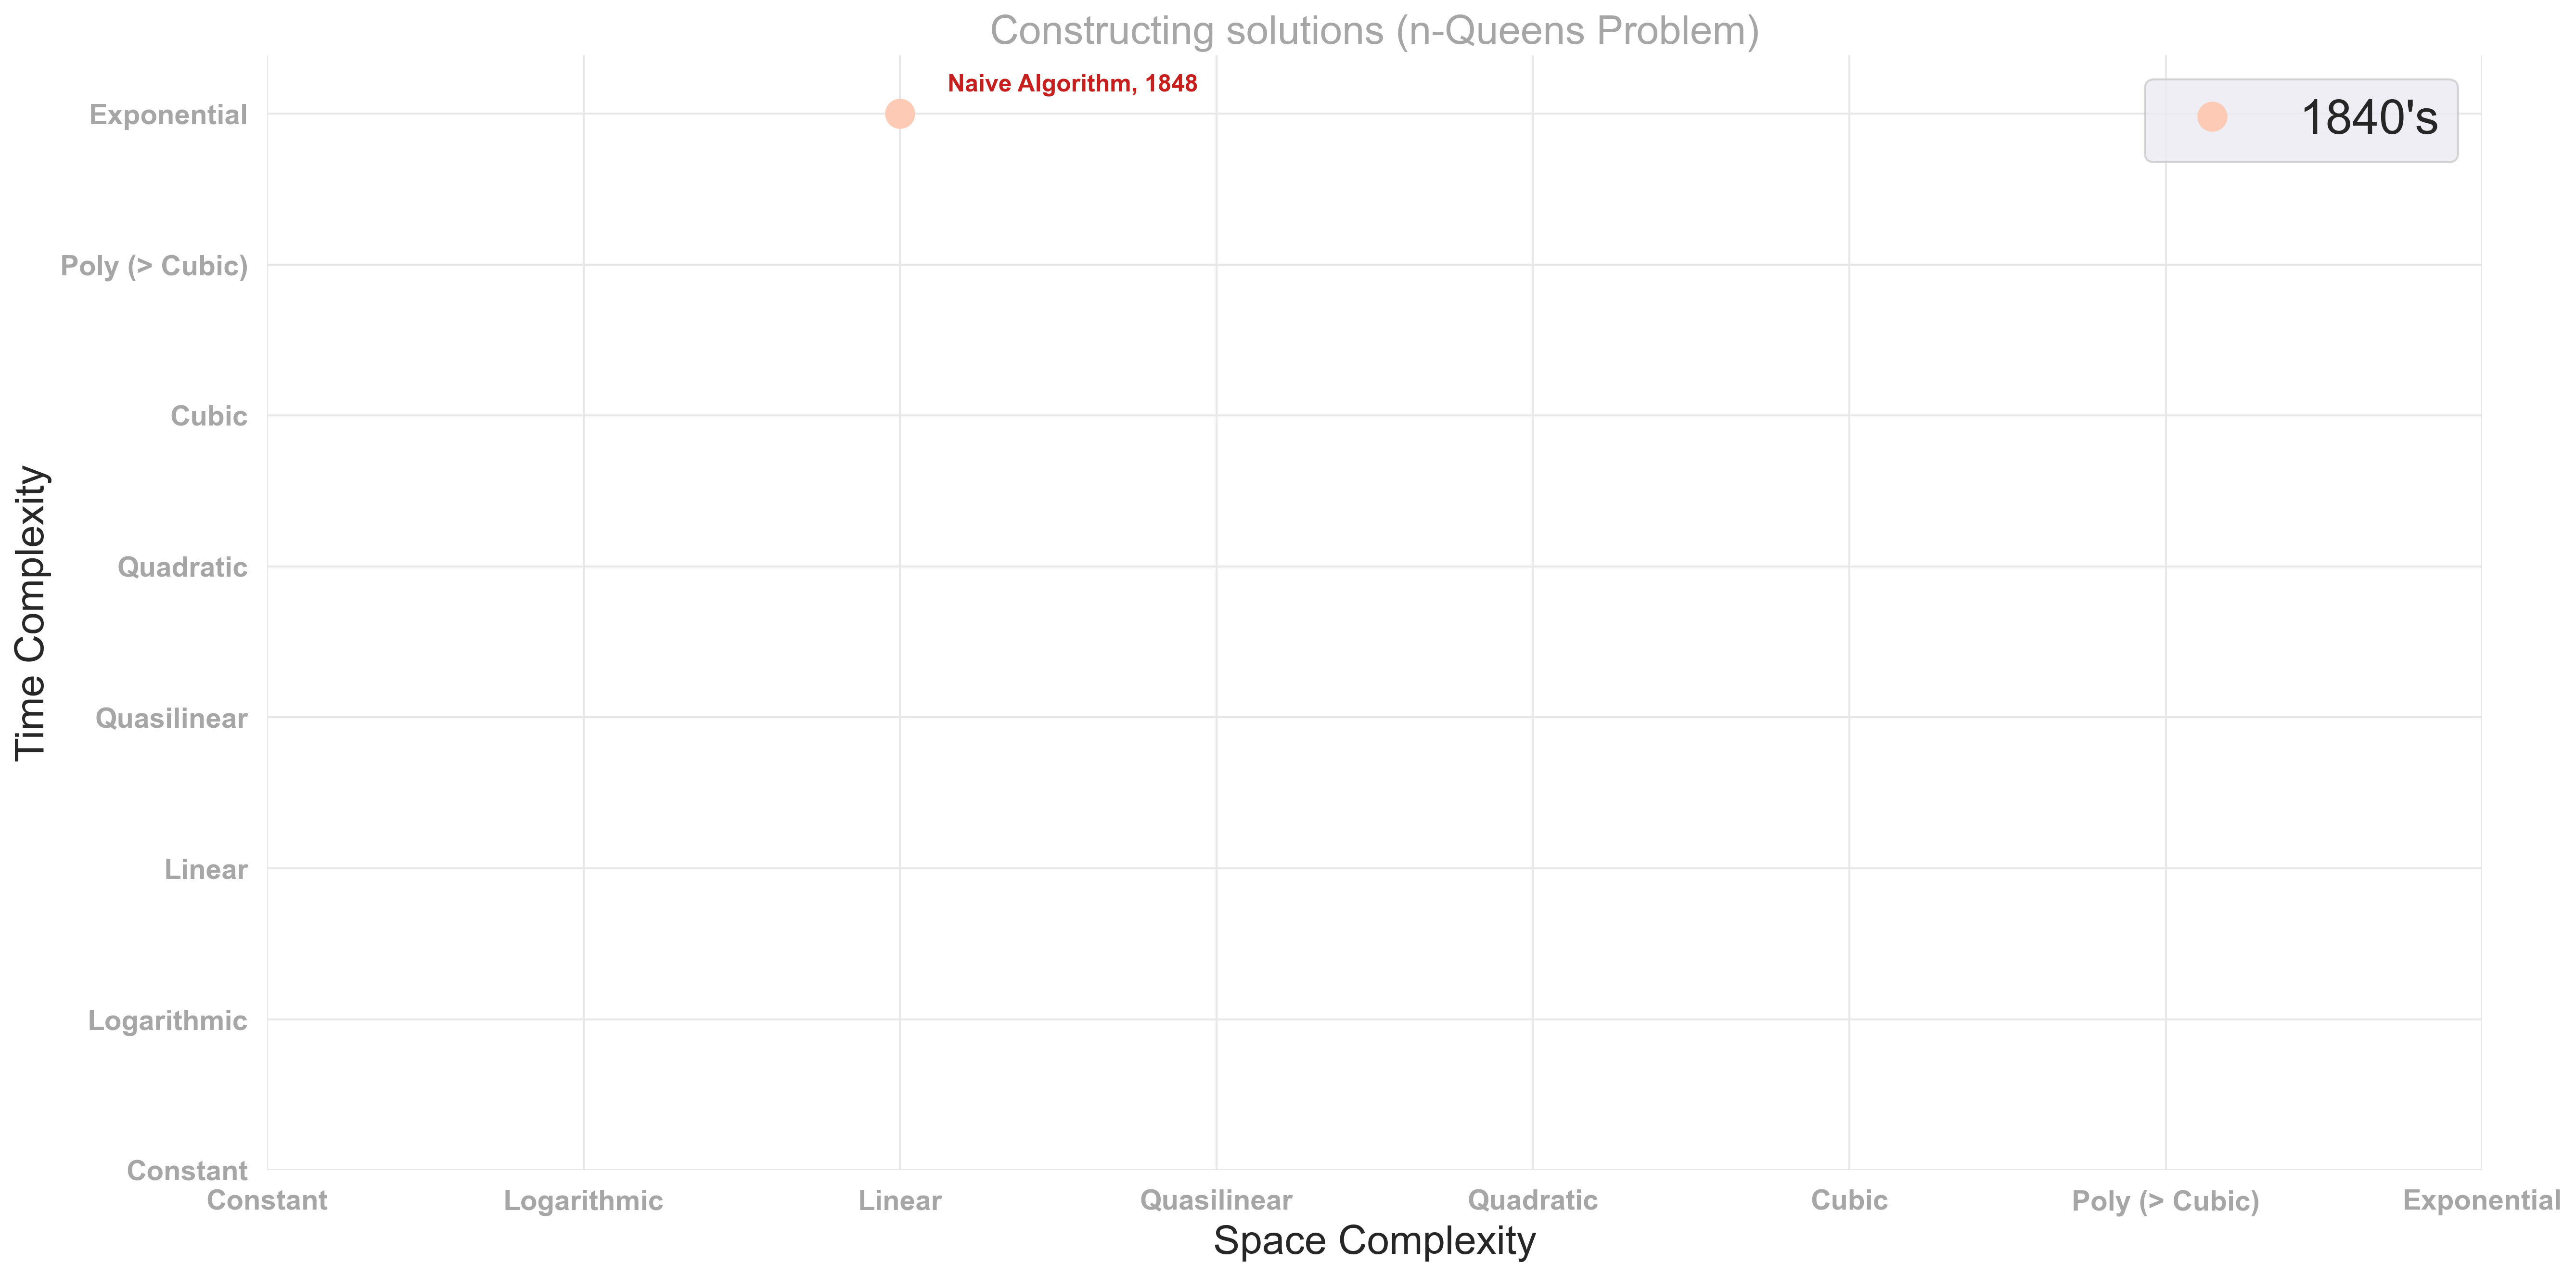 Constructing solutions (n-Queens Problem)
Naive Algorithm, 1848
1840's
Time Complexity
Exponential
Poly (> Cubic)
Cubic
Quadratic
Quasilinear
Linear
Logarithmic
Constant
Constant Logarithmic Linear Quasilinear Quadratic Cubic Poly (> Cubic) Exponential
Space Complexity